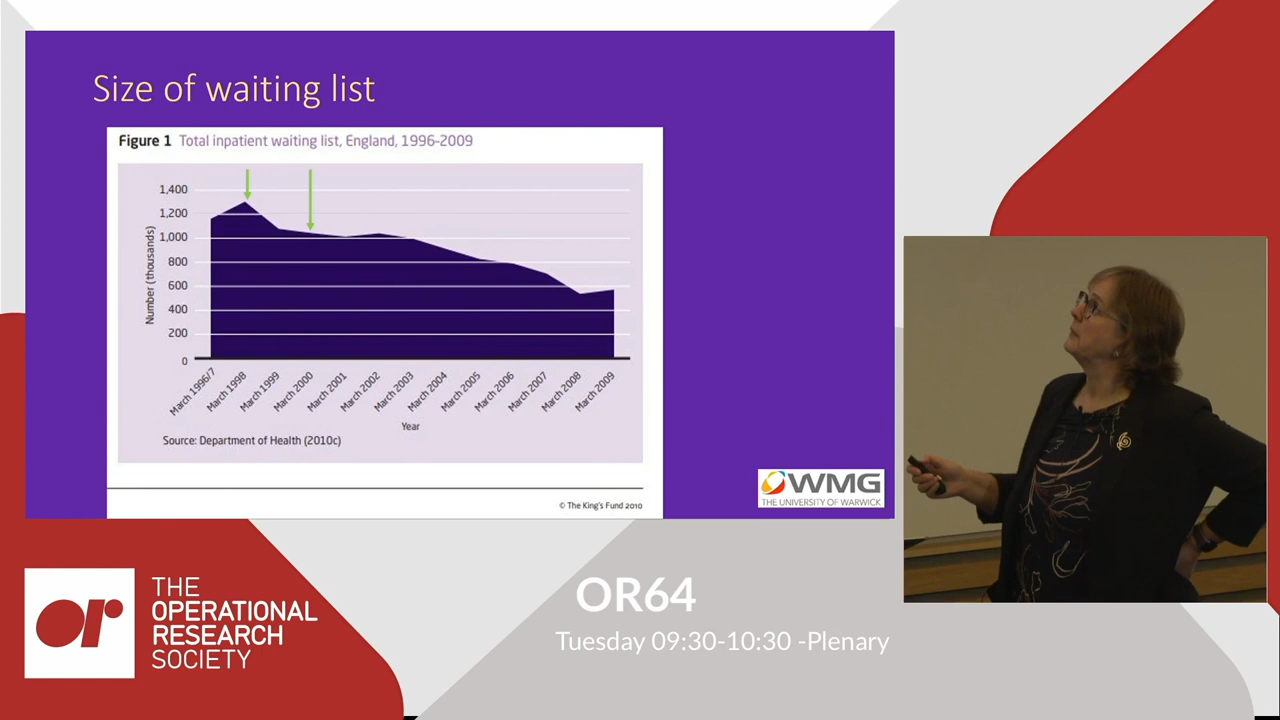 Size of waiting list
Figure 1 Total inpatient waiting list, England, 1996–2009
1,400
1,200
1,000
800
600
400
200
0
Number (thousands)
March 1996/7
March 1998
March 1999
March 2000
March 2001
March 2002
March 2003
March 2004
March 2005
March 2006
March 2007
March 2008
March 2009
Year
Source: Department of Health (2010c)
© The King's Fund 2010
WMG
THE UNIVERSITY OF WARWICK
or
THE
OPERATIONAL
RESEARCH
SOCIETY
OR64
Tuesday 09:30-10:30 -Plenary